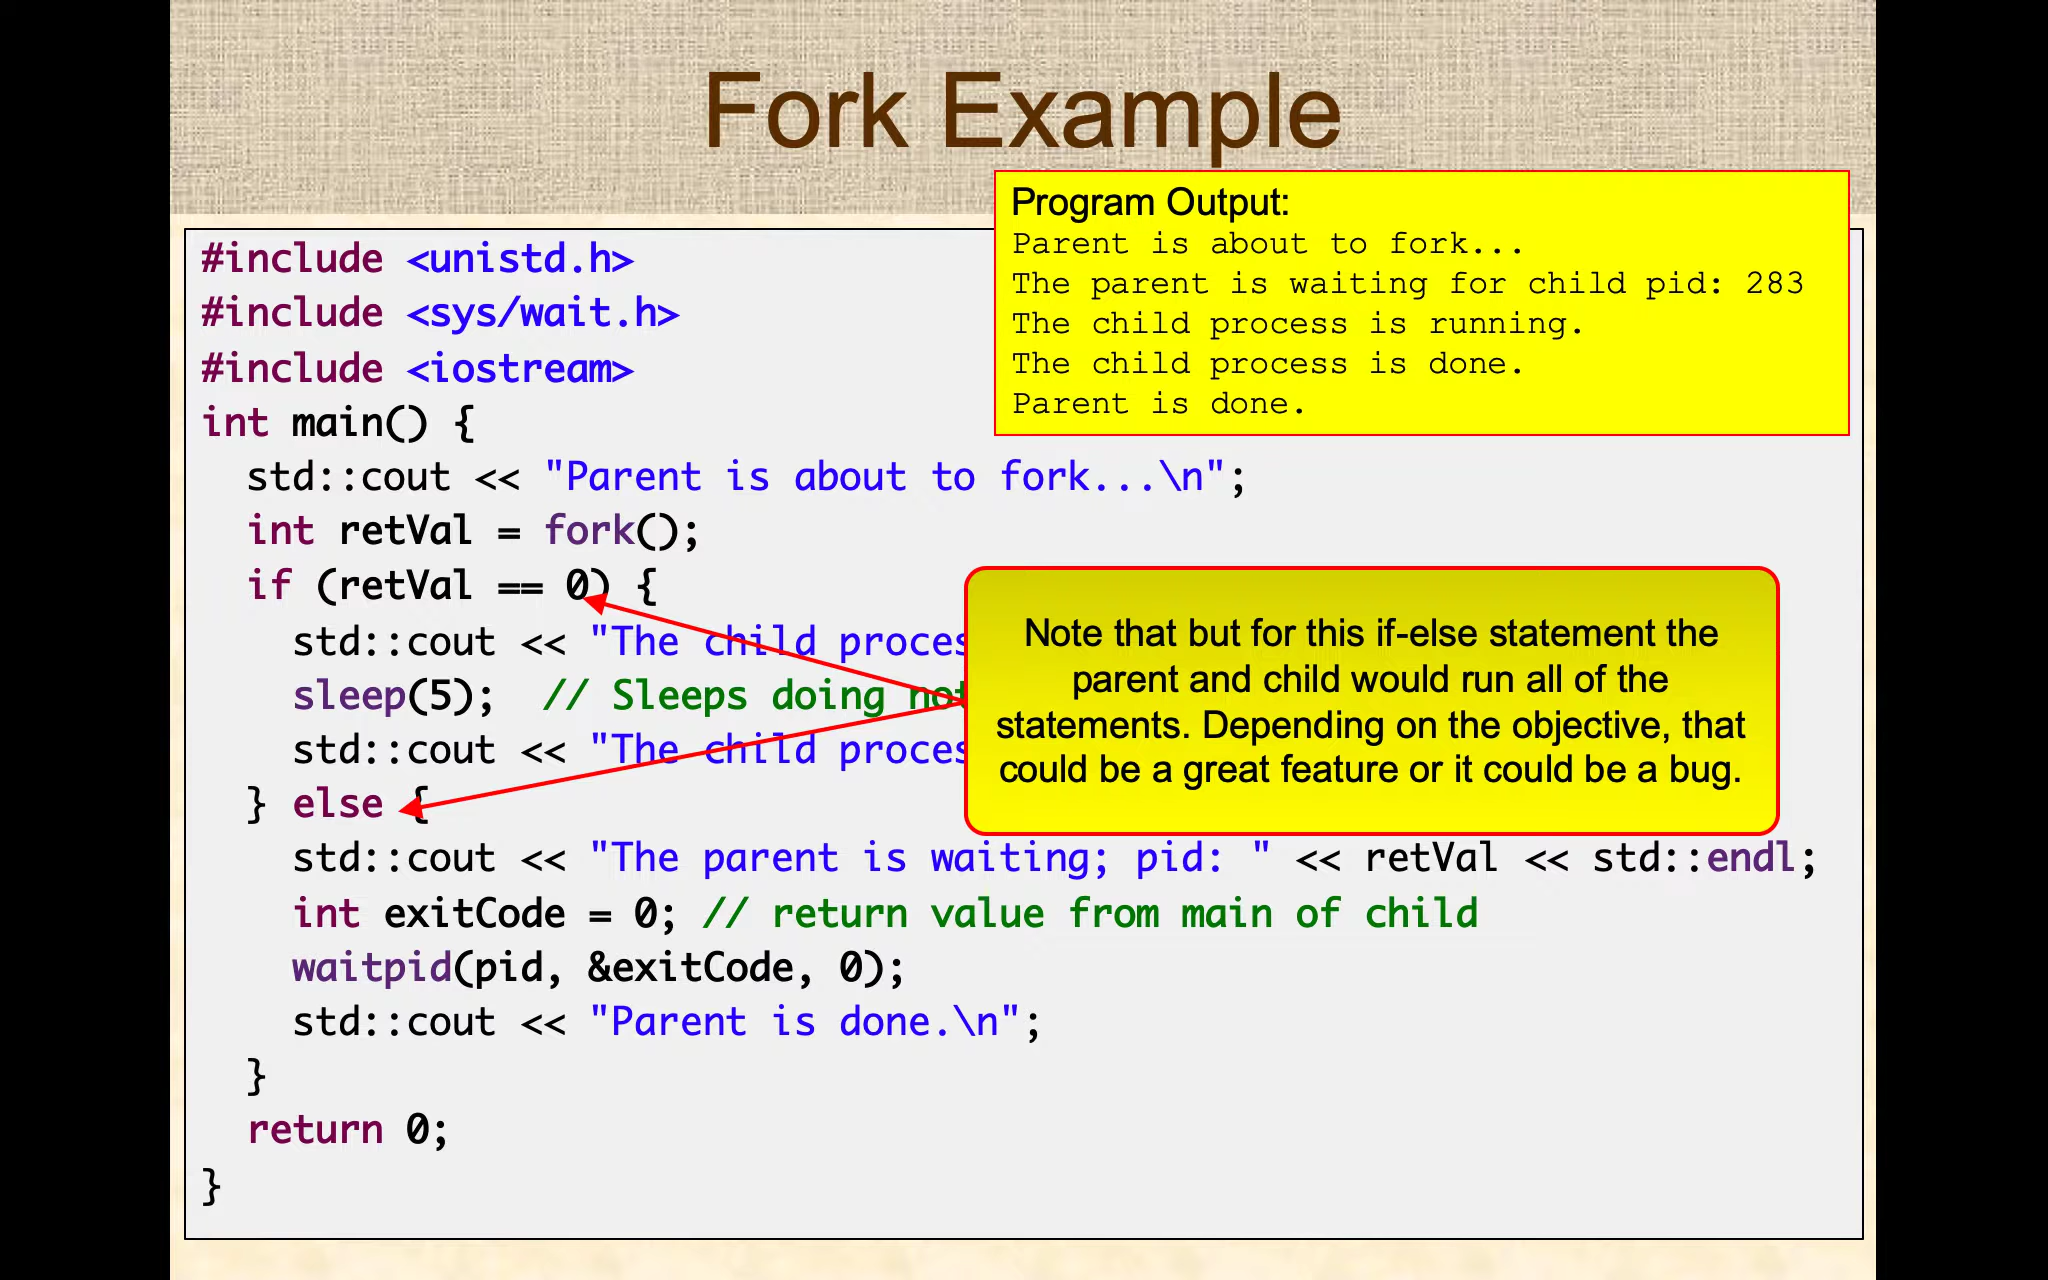 Fork Example
Program Output:
Parent is about to fork...
The parent is waiting for child pid: 283
The child process is running.
The child process is done.
Parent is done.
#include <unistd.h>
#include <sys/wait.h>
#include <iostream>
int main() {
std::cout << "Parent is about to fork...\n";
int retVal = fork();
if (retVal == 0) {
std::cout << "The child proces
sleep(5); // Sleeps doing not
std::cout << "The child proces
} else {
Note that but for this if-else statement the
parent and child would run all of the
statements. Depending on the objective, that
could be a great feature or it could be a bug.
std::cout << "The parent is waiting; pid: " << retVal << std::endl;
int exitCode = 0; // return value from main of child
waitpid(pid, &exitCode, 0);
std::cout << "Parent is done.\n";
}
return 0;
}